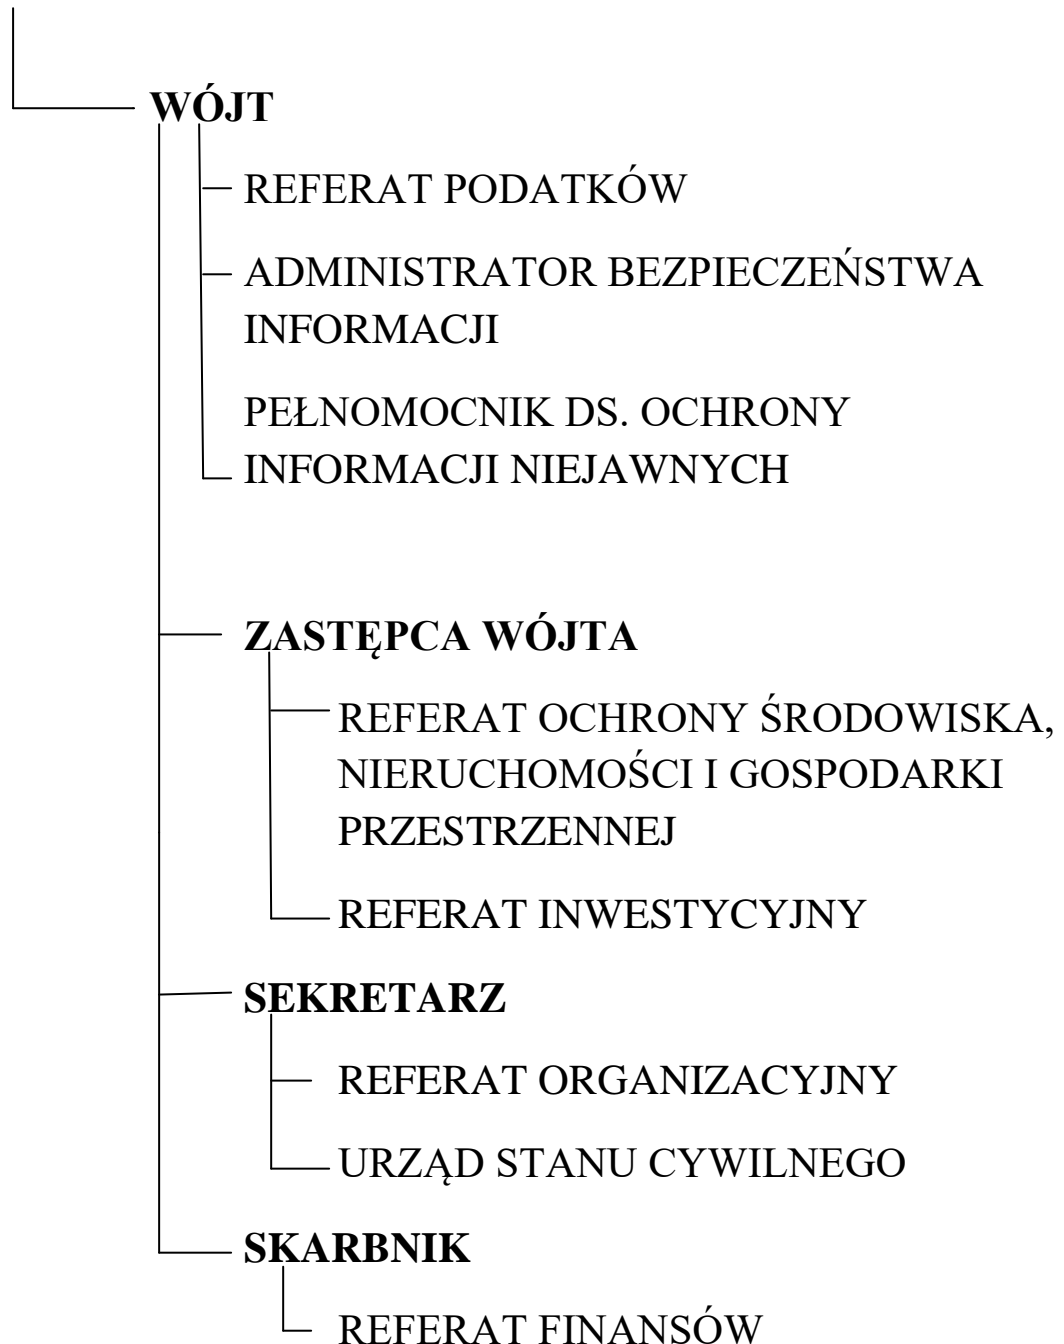 WÓJT
REFERAT PODATKÓW
ADMINISTRATOR BEZPIECZEŃSTWA
INFORMACJI
PEŁNOMOCNIK DS. OCHRONY
INFORMACJI NIEJAWNYCH
ZASTĘPCA WÓJTA
REFERAT OCHRONY ŚRODOWISKA,
NIERUCHOMOŚCI I GOSPODARKI
PRZESTRZENNEJ
REFERAT INWESTYCYJNY
SEKRETARZ
REFERAT ORGANIZACYJNY
URZĄD STANU CYWILNEGO
SKARBNIK
REFERAT FINANSÓW